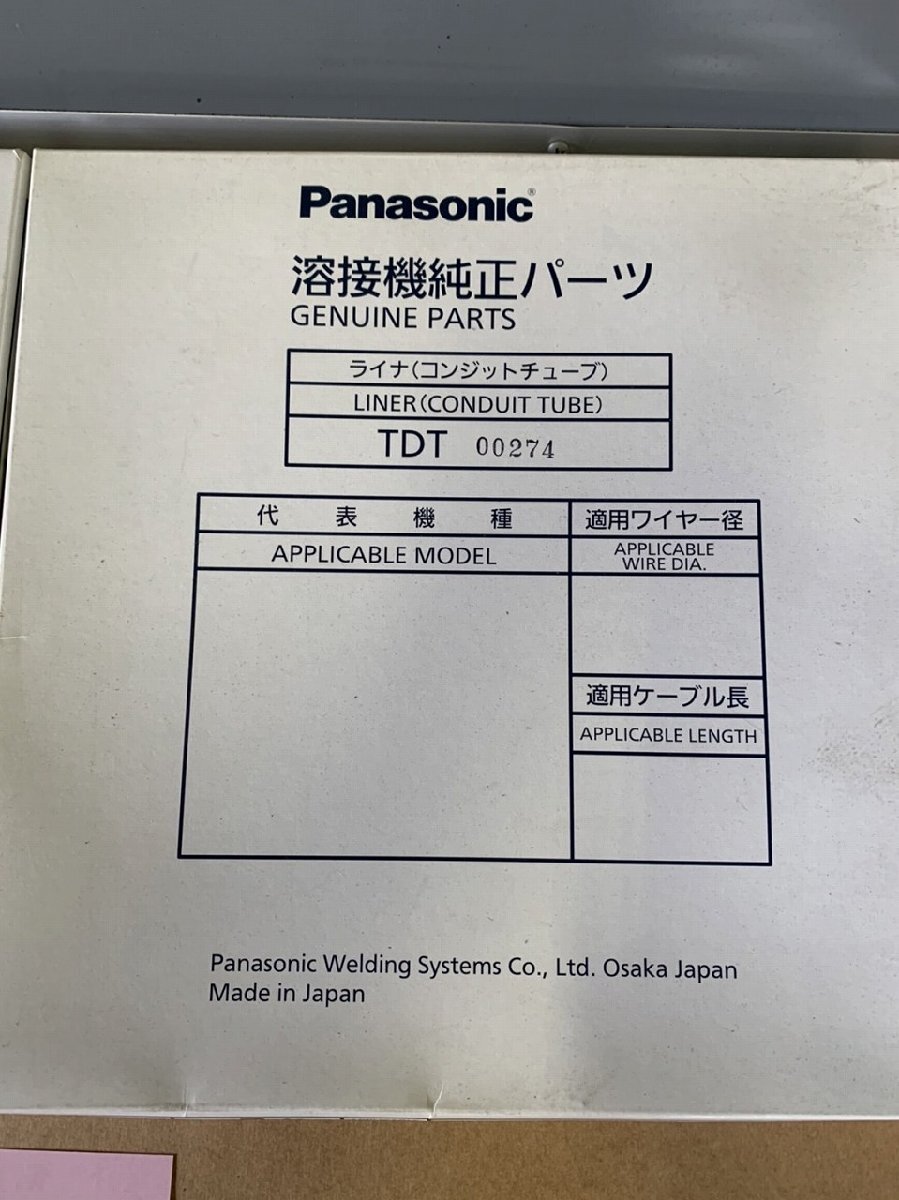 Panasonic®
溶接機純正パーツ
GENUINE PARTS
ライナ(コンジットチューブ)
LINER(CONDUIT TUBE)
TDT 00274
代表機種
適用ワイヤー径
APPLICABLE MODEL
APPLICABLE
WIRE DIA.
適用ケーブル長
APPLICABLE LENGTH
Panasonic Welding Systems Co., Ltd. Osaka Japan
Made in Japan